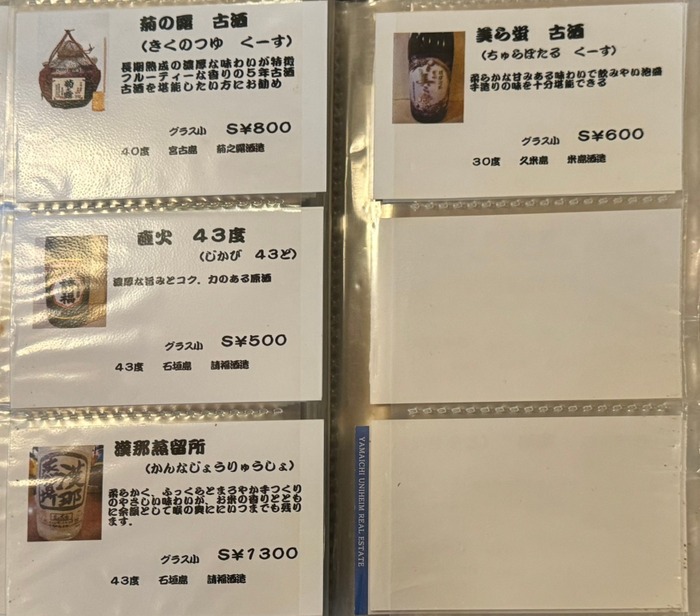 菊の露　古酒
(きくのつゆ　くーす)
長期熟成の濃厚な味わいが特徴
フルーティーな香りの5年古酒
古酒を堪能したい方にお勧め
グラス小　S¥800
40度　宮古島　菊之露酒造
直火　43度
(じかび　43ど)
濃厚な旨みとコク、力のある原酒
グラス小　S¥500
43度　石垣島　請福酒造
請福
漢那蒸留所
(かんなじょうりゅうしょ)
柔らかく、ふっくらとまろやか手つくり
のやさしい味わいが、お米の香りととも
に余韻として喉の奥ににいつまでも残り
ます。
グラス小　S¥1300
43度　石垣島　請福酒造
美ら蛍　古酒
(ちゅらぼたる　くーす)
柔らかな甘みある味わいで飲みやい泡盛
手造りの味を十分堪能できる
グラス小　S¥600
30度　久米島　米島酒造
YAMAICHI UNIHEIM REAL ESTATE